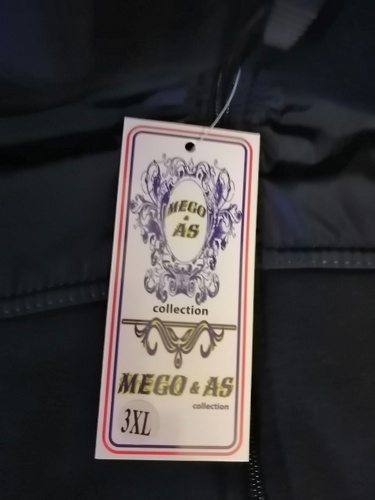 MEGO
&
AS
collection
MEGO & AS
collection
3XL